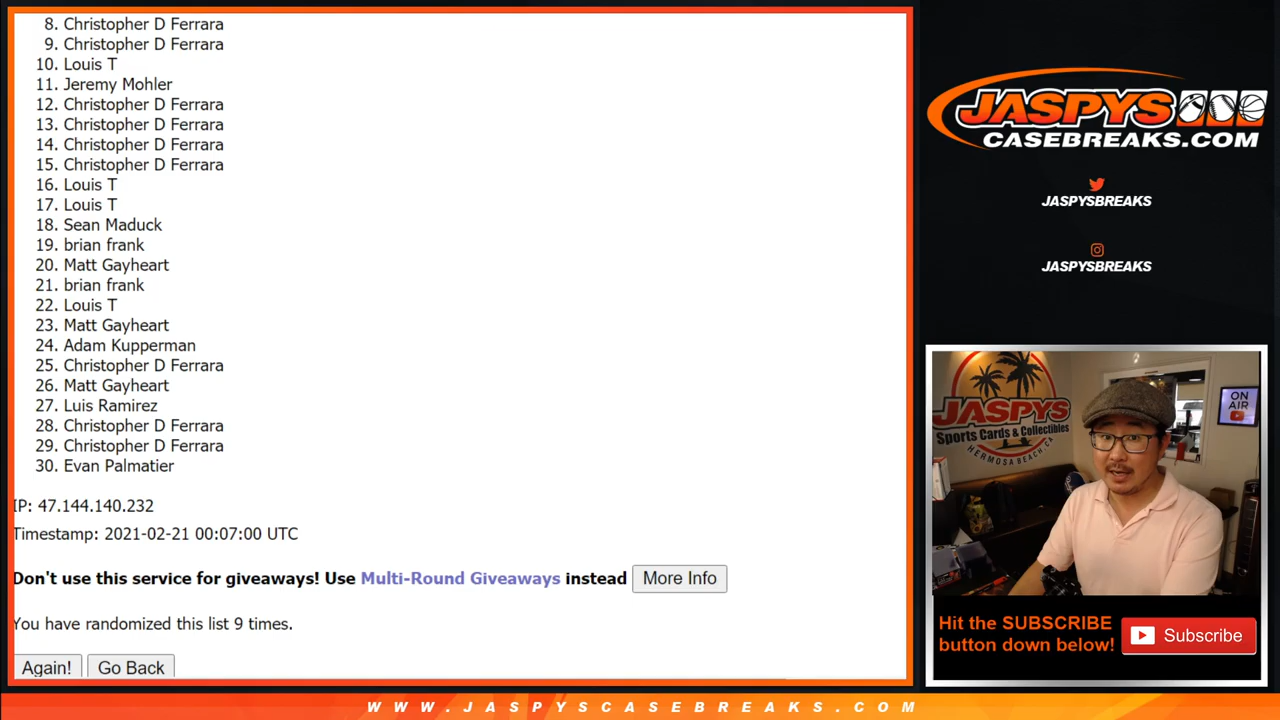 8. Christopher D Ferrara
9. Christopher D Ferrara
10. Louis T
11. Jeremy Mohler
12. Christopher D Ferrara
13. Christopher D Ferrara
14. Christopher D Ferrara
15. Christopher D Ferrara
16. Louis T
17. Louis T
18. Sean Maduck
19. brian frank
20. Matt Gayheart
21. brian frank
22. Louis T
23. Matt Gayheart
24. Adam Kupperman
25. Christopher D Ferrara
26. Matt Gayheart
27. Luis Ramirez
28. Christopher D Ferrara
29. Christopher D Ferrara
30. Evan Palmatier
IP: 47.144.140.232
Timestamp: 2021-02-21 00:07:00 UTC
Don't use this service for giveaways! Use Multi-Round Giveaways instead More Info
You have randomized this list 9 times.
Again! Go Back
JASPYS
CASEBREAKS.COM
JASPYSBREAKS
JASPYSBREAKS
JASPYS
Sports Cards & Collectibles
HERMOSA BEACH, CA
ON
AIR
Hit the SUBSCRIBE
button down below!
Subscribe
WWW.JASPYSCASEBREAKS.COM